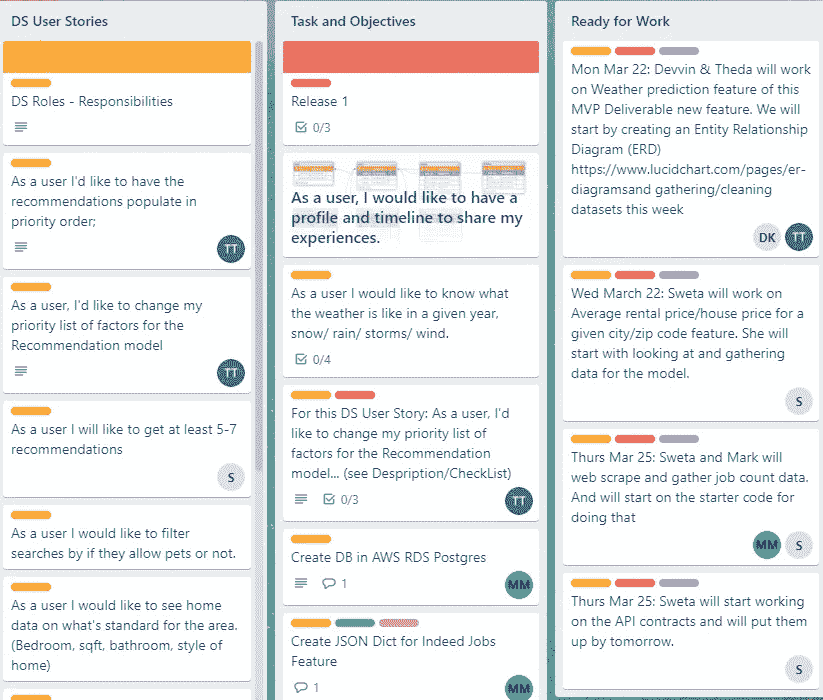 DS User Stories
DS Roles - Responsibilities
As a user I'd like to have the
recommendations populate in
priority order;
TT
As a user, I'd like to change my
priority list of factors for the
Recommendation model
TT
As a user I will like to get at least 5-7
recommendations
S
As a user I would like to filter
searches by if they allow pets or not.
As a user I would like to see home
data on what's standard for the area.
(Bedroom, sqft, bathroom, style of
home)
Task and Objectives
Release 1
0/3
As a user, I would like to have a
profile and timeline to share my
experiences.
As a user I would like to know what
the weather is like in a given year,
snow/ rain/ storms/ wind.
0/4
For this DS User Story: As a user, I'd
like to change my priority list of
factors for the Recommendation
model... (see Despription/CheckList)
0/3
TT
Create DB in AWS RDS Postgres
1
MM
Create JSON Dict for Indeed Jobs
Feature
1
MM
Ready for Work
Mon Mar 22: Devvin & Theda will work
on Weather prediction feature of this
MVP Deliverable new feature. We will
start by creating an Entity Relationship
Diagram (ERD)
https://www.lucidchart.com/pages/er-
diagramsand gathering/cleaning
datasets this week
DK TT
Wed March 22: Sweta will work on
Average rental price/house price for a
given city/zip code feature. She will
start with looking at and gathering
data for the model.
S
Thurs Mar 25: Sweta and Mark will
web scrape and gather job count data.
And will start on the starter code for
doing that
MM S
Thurs Mar 25: Sweta will start working
on the API contracts and will put them
up by tomorrow.
S